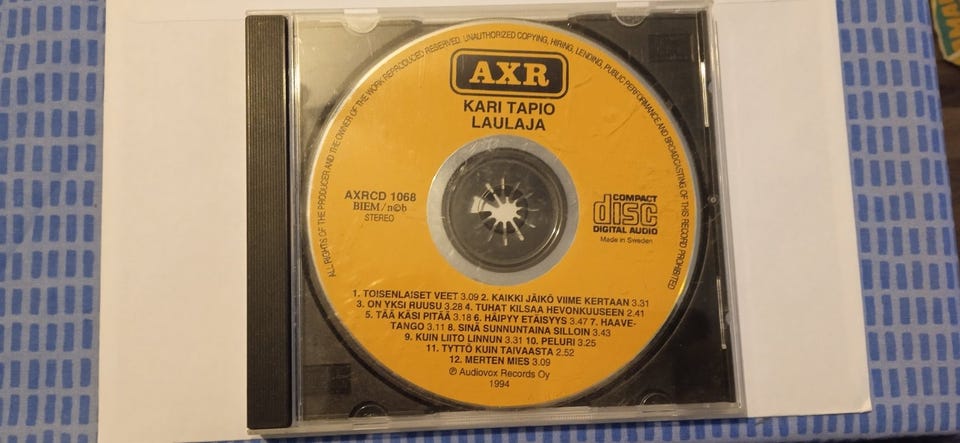 ALL RIGHTS OF THE PRODUCER AND THE OWNER OF THE WORK REPRODUCED RESERVED. UNAUTHORIZED COPYING, HIRING, LENDING, PUBLIC PERFORMANCE AND BROADCASTING OF THIS RECORD PROHIBITED
AXR
KARI TAPIO
LAULAJA
AXRCD 1068
BIEM/n©b
STEREO
COMPACT
disc
DIGITAL AUDIO
Made in Sweden
1. TOISENLAISET VEET 3.09 2. KAIKKI JÄIKÖ VIIME KERTAAN 3.31
3. ON YKSI RUUSU 3.28 4. TUHAT KILSAA HEVONKUUSEEN 2.41
5. TÄÄ KÄSI PITÄÄ 3.18 6. HÄIPYY ETÄISYYS 3.47 7. HAAVE-
TANGO 3.11 8. SINÄ SUNNUNTAINA SILLOIN 3.43
9. KUIN LIITO LINNUN 3.31 10. PELURI 3.25
11. TYTTÖ KUIN TAIVAASTA 2.52
12. MERTEN MIES 3.09
℗ Audiovox Records Oy
1994